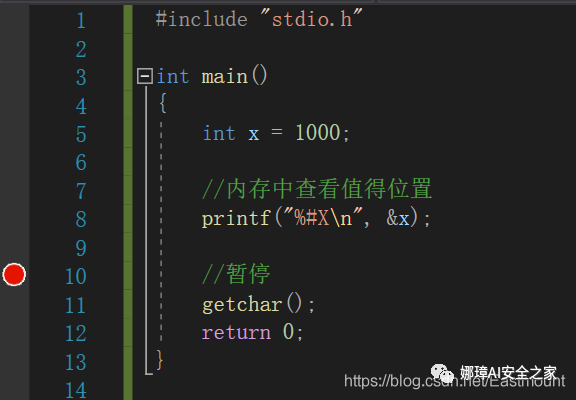 1 #include "stdio.h"
2
3 int main()
4 {
5 int x = 1000;
6
7 //内存中查看值得位置
8 printf("%#X\n", &x);
9
10 //暂停
11 getchar();
12 return 0;
13 }
14
娜璋AI安全之家
https://blog.csdn.net/Eastmount